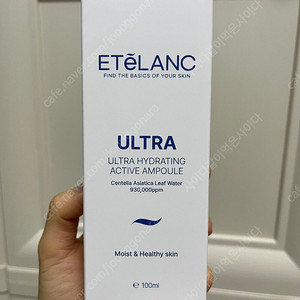 ETēLANC
FIND THE BASICS OF YOUR SKIN
ULTRA
ULTRA HYDRATING
ACTIVE AMPOULE
Centella Asiatica Leaf Water
930,000ppm
Moist & Healthy skin
e 100ml